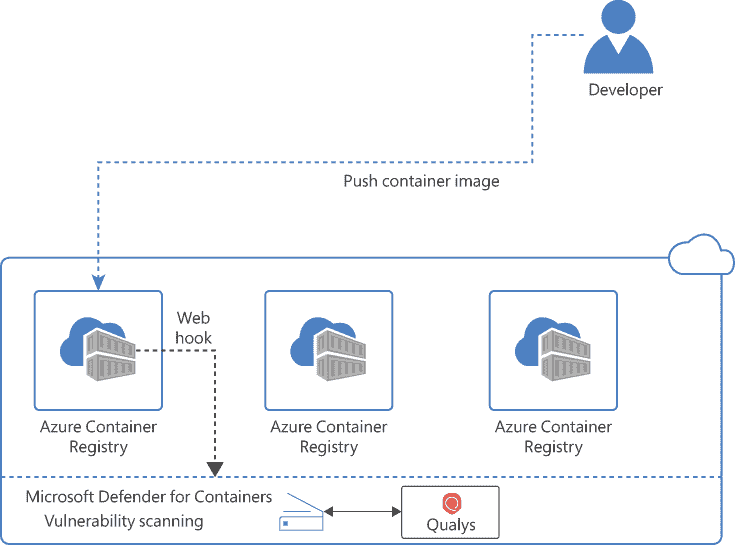 Developer
Push container image
Web
hook
Azure Container
Registry
Azure Container
Registry
Azure Container
Registry
Microsoft Defender for Containers
Vulnerability scanning
Qualys